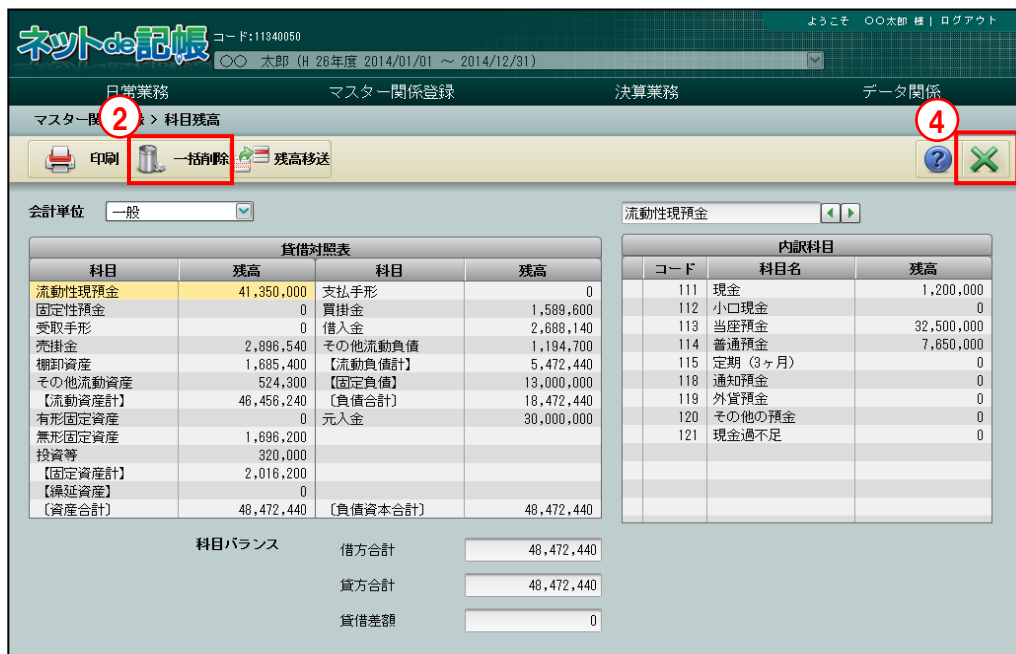 ようこそ 〇〇太郎 様 | ログアウト
ネットde記帳 コード:11340050
〇〇 太郎 (H 26年度 2014/01/01 ～ 2014/12/31)
日常業務 マスター関係登録 決算業務 データ関係
マスター関 > 科目残高
② ④
印刷 一括削除 残高移送
会計単位 一般 流動性現預金
貸借対照表
科目 残高 科目 残高
流動性現預金 41,350,000 支払手形 0
固定性預金 0 買掛金 1,589,600
受取手形 0 借入金 2,688,140
売掛金 2,896,540 その他流動負債 1,194,700
棚卸資産 1,685,400 【流動負債計】 5,472,440
その他流動資産 524,300 【固定負債】 13,000,000
【流動資産計】 46,456,240 〔負債合計〕 18,472,440
有形固定資産 0 元入金 30,000,000
無形固定資産 1,696,200
投資等 320,000
【固定資産計】 2,016,200
【繰延資産】 0
〔資産合計〕 48,472,440 〔負債資本合計〕 48,472,440
内訳科目
コード 科目名 残高
111 現金 1,200,000
112 小口現金 0
113 当座預金 32,500,000
114 普通預金 7,650,000
115 定期（3ヶ月） 0
118 通知預金 0
119 外貨預金 0
120 その他の預金 0
121 現金過不足 0
科目バランス 借方合計 48,472,440
貸方合計 48,472,440
貸借差額 0